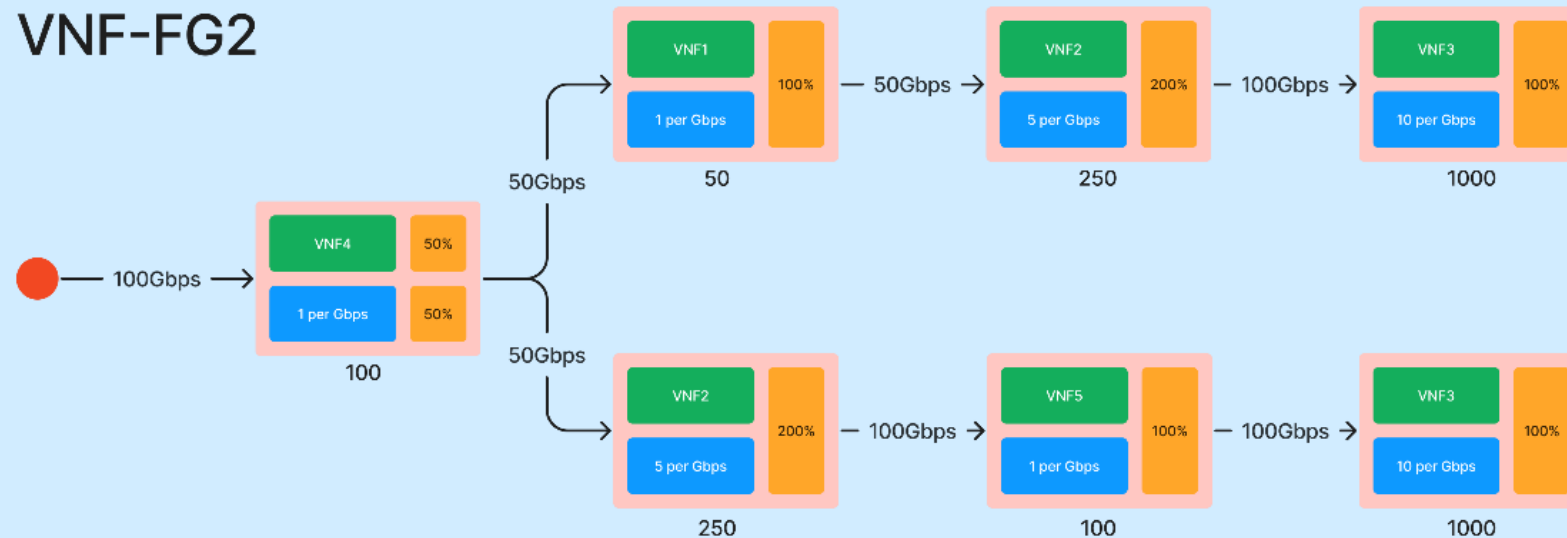 VNF-FG2
100Gbps
VNF4
50%
1 per Gbps
50%
100
50Gbps
VNF1
100%
1 per Gbps
50
50Gbps
VNF2
200%
5 per Gbps
250
100Gbps
VNF3
100%
10 per Gbps
1000
50Gbps
VNF2
200%
5 per Gbps
250
100Gbps
VNF5
100%
1 per Gbps
100
100Gbps
VNF3
100%
10 per Gbps
1000